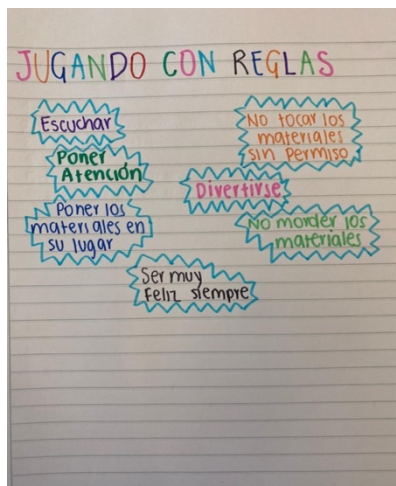 JUGANDO CON REGLAS
Escuchar
Poner
Atención
Poner los
materiales en
su lugar
No tocar los
materiales
sin Permiso
Divertirse
No morder los
materiales
Ser muy
Feliz siempre